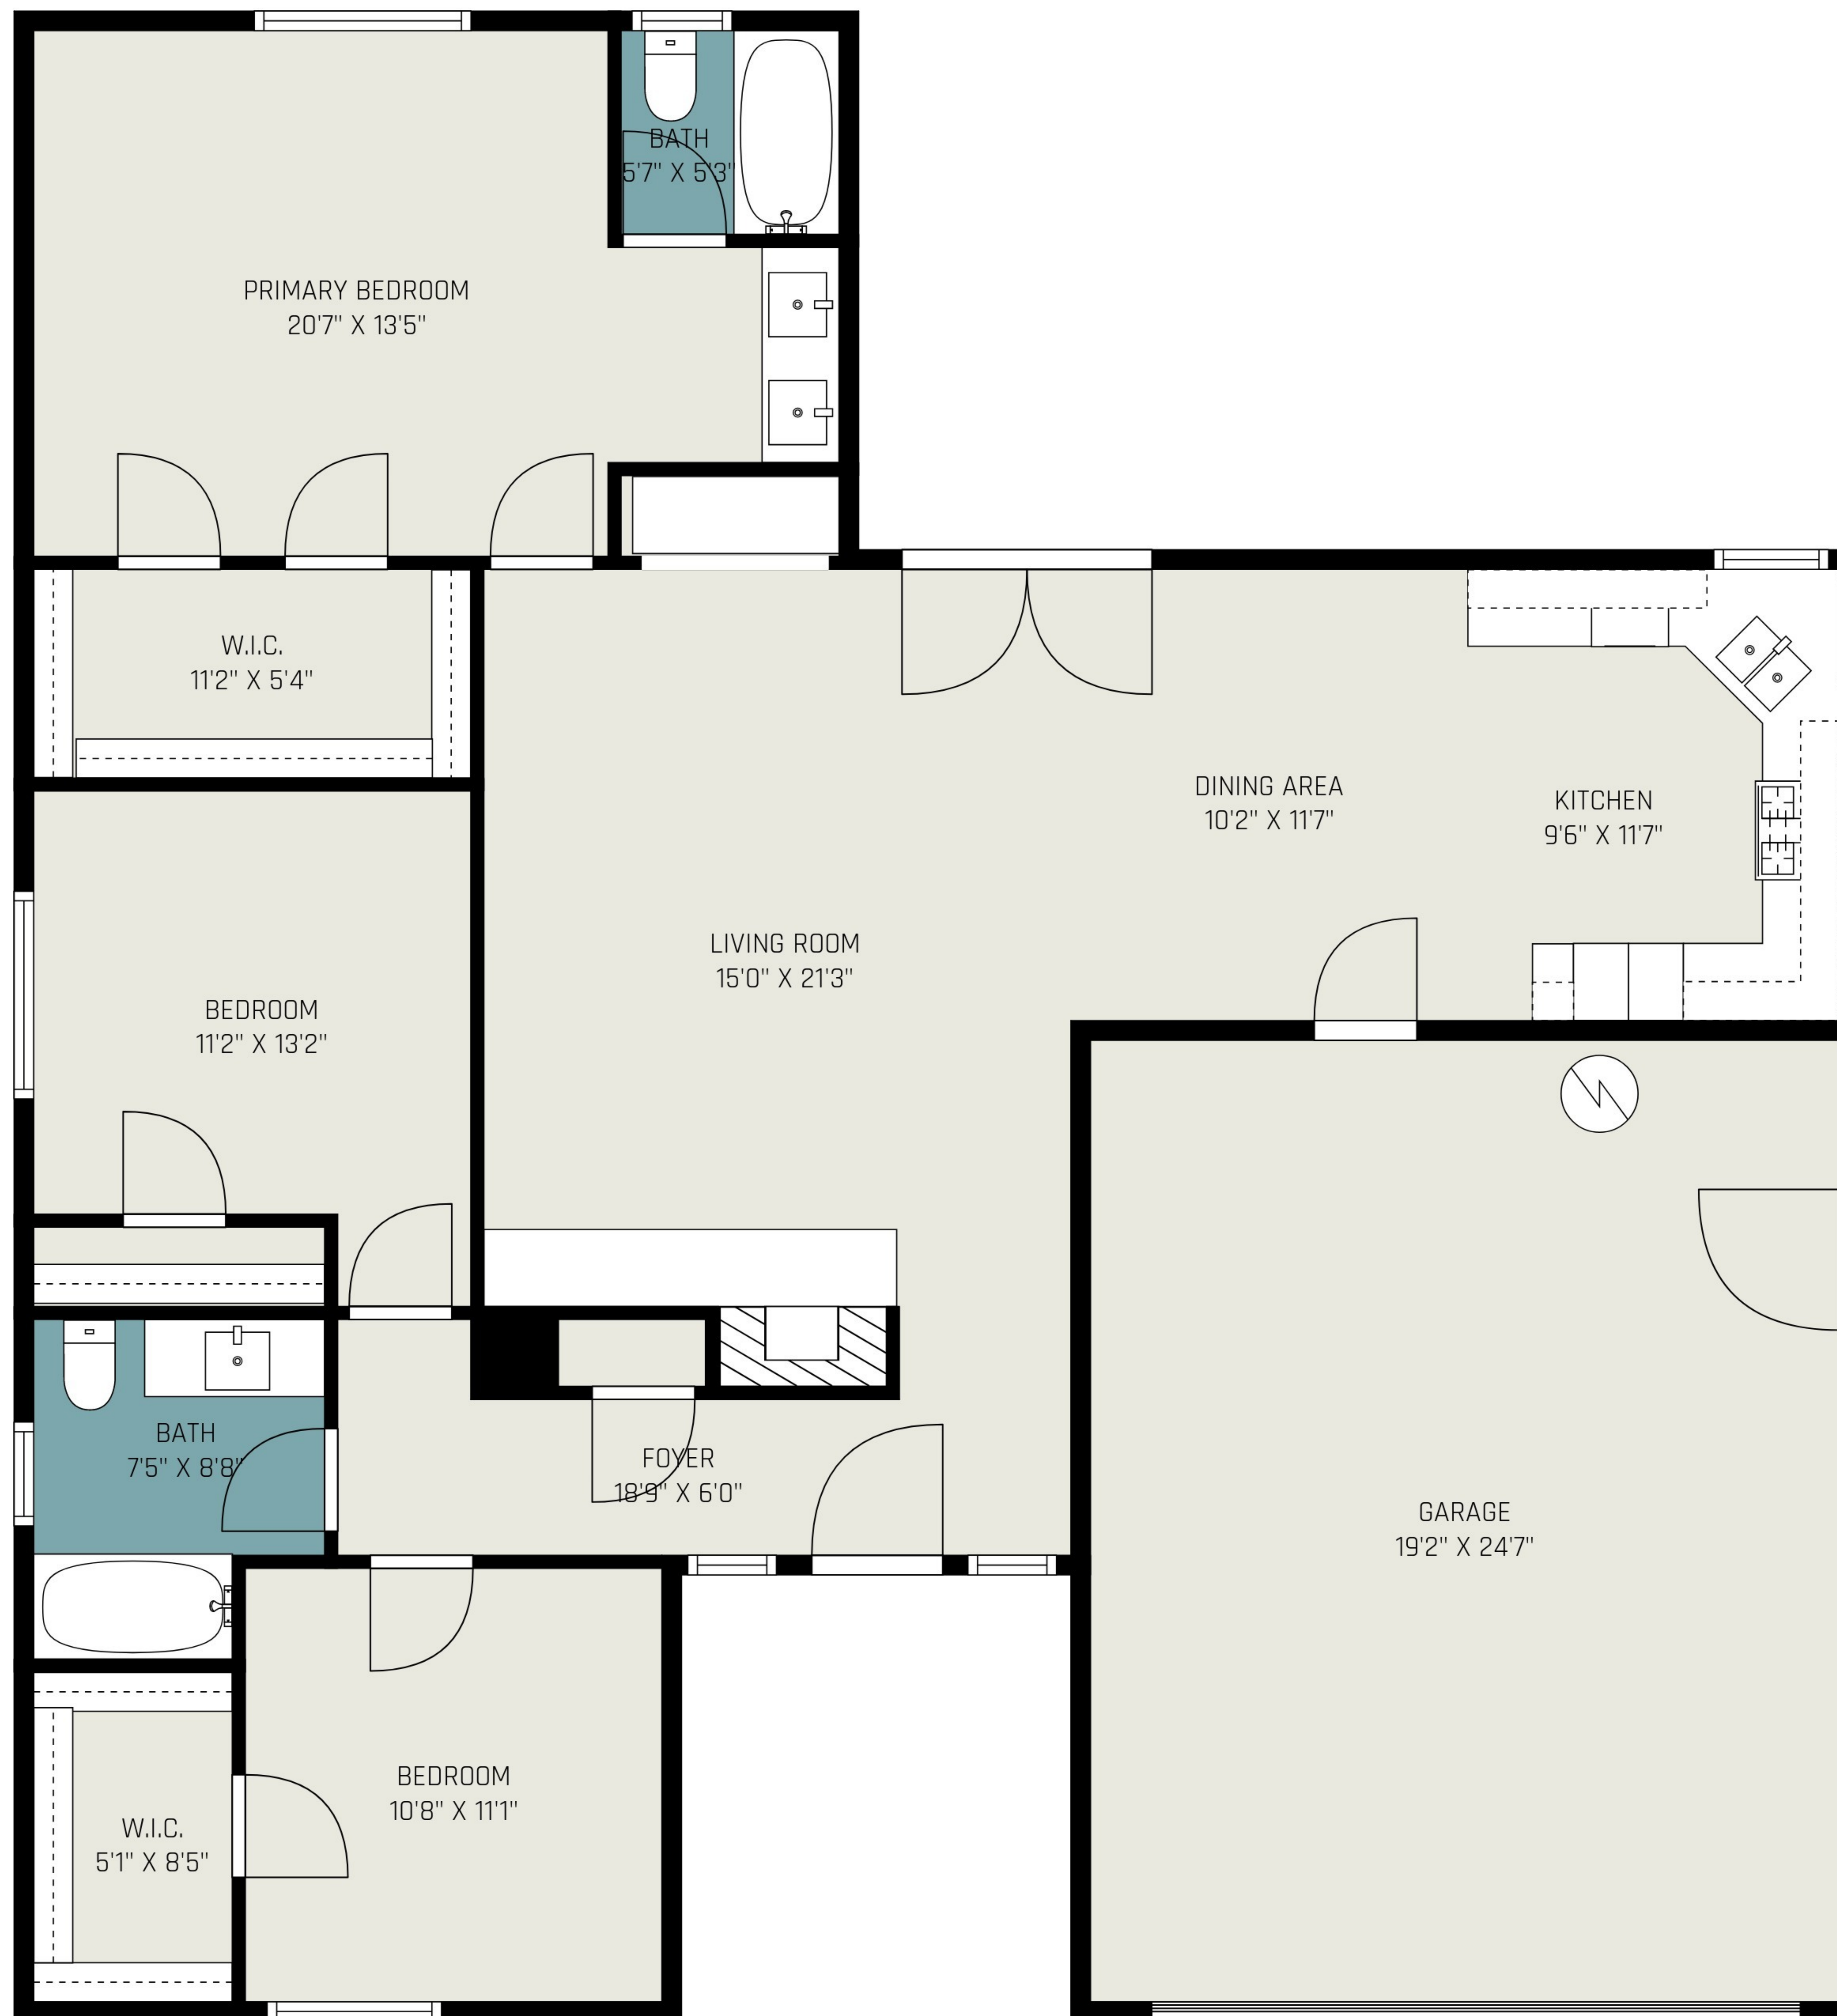 BATH
5'7" X 5'3"
PRIMARY BEDROOM
20'7" X 13'5"
W.I.C.
11'2" X 5'4"
DINING AREA
10'2" X 11'7"
KITCHEN
9'6" X 11'7"
LIVING ROOM
15'0" X 21'3"
BEDROOM
11'2" X 13'2"
BATH
7'5" X 8'8"
FOYER
18'9" X 6'0"
GARAGE
19'2" X 24'7"
BEDROOM
10'8" X 11'1"
W.I.C.
5'1" X 8'5"